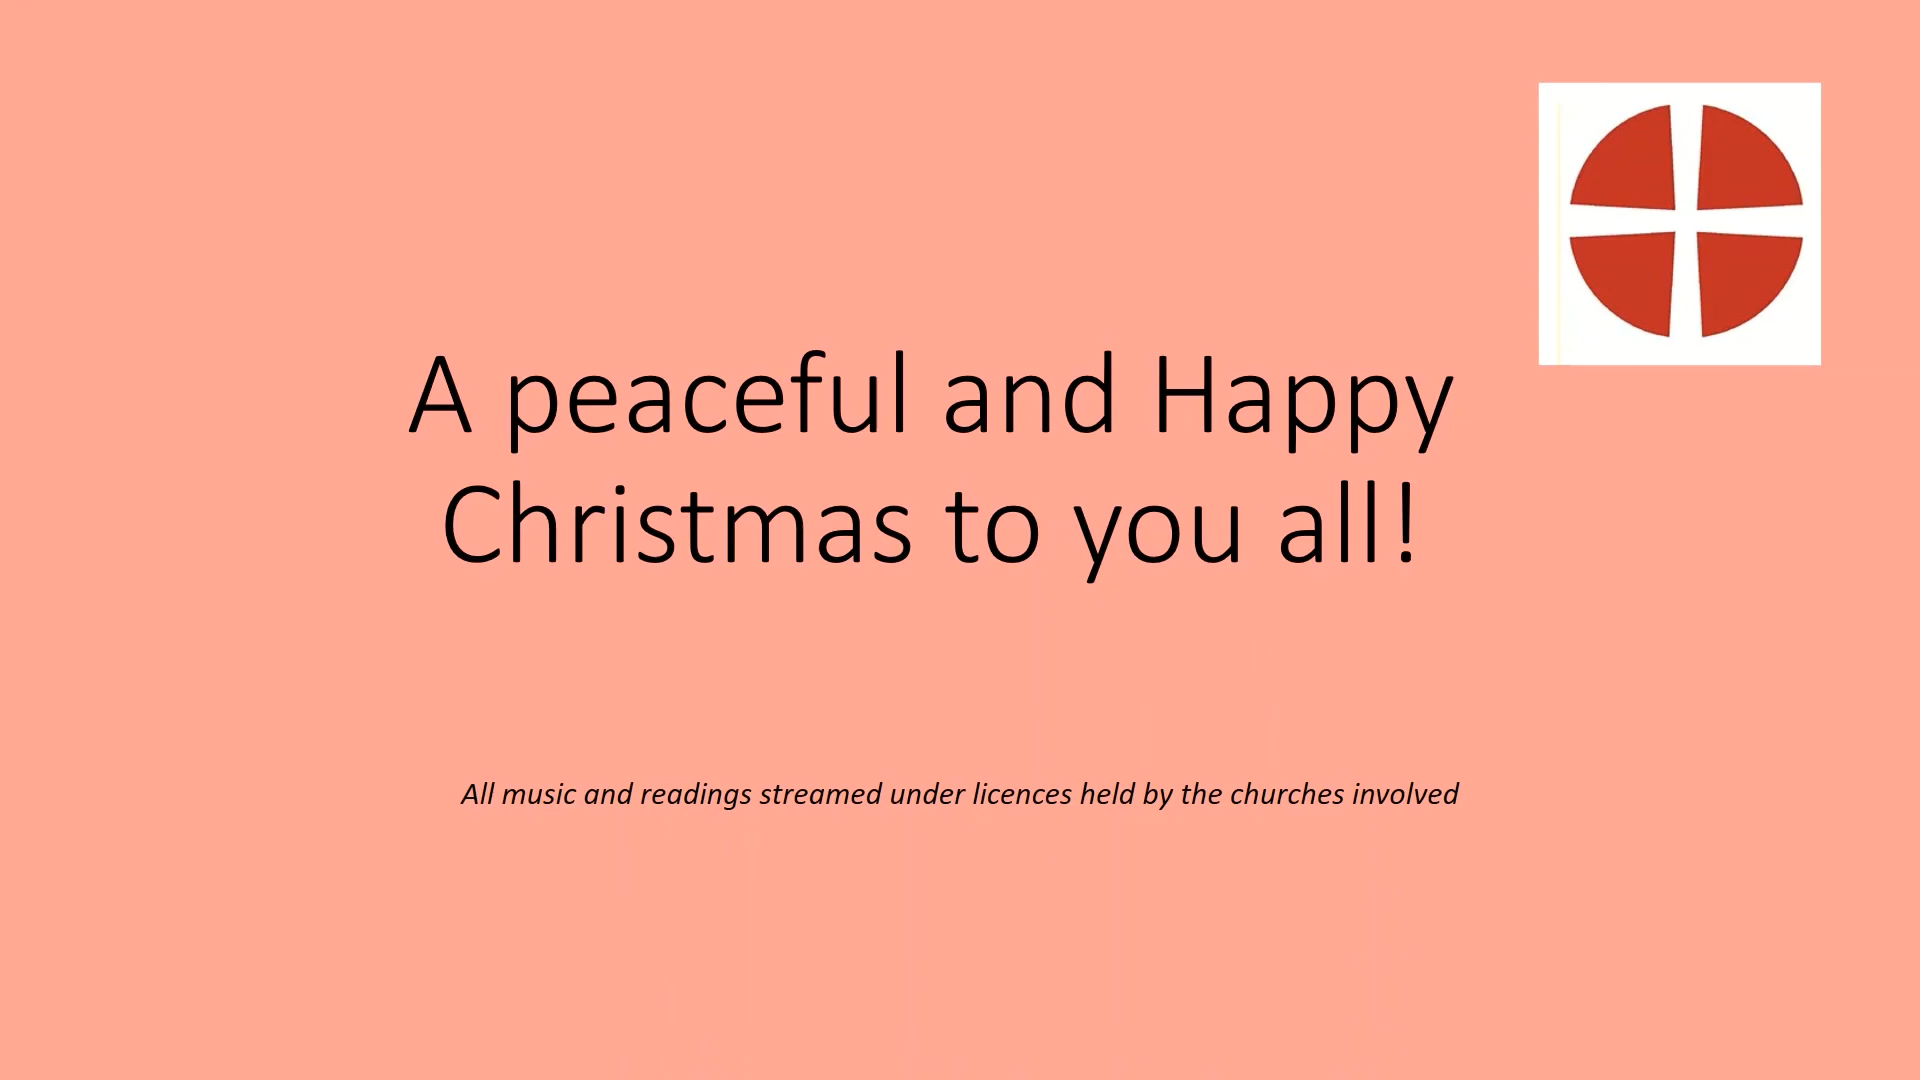 A peaceful and Happy
Christmas to you all!
All music and readings streamed under licences held by the churches involved